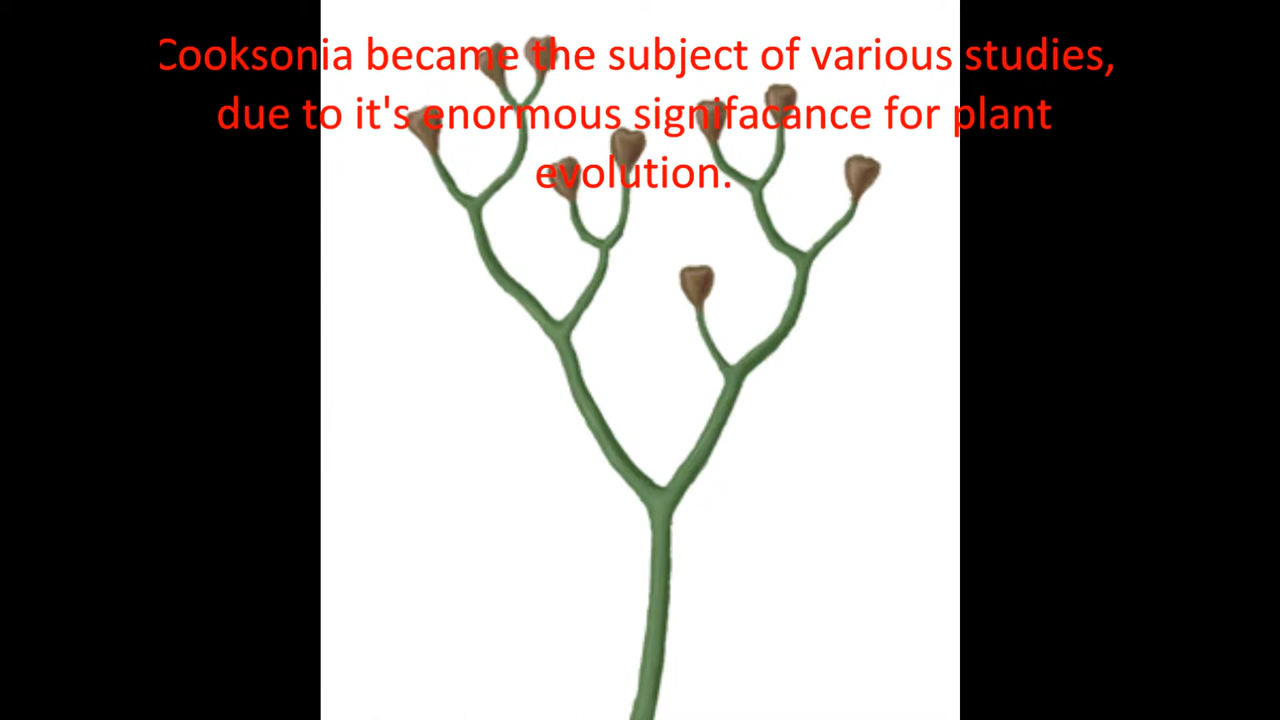 Cooksonia became the subject of various studies,
due to it's enormous signifacance for plant
evolution.